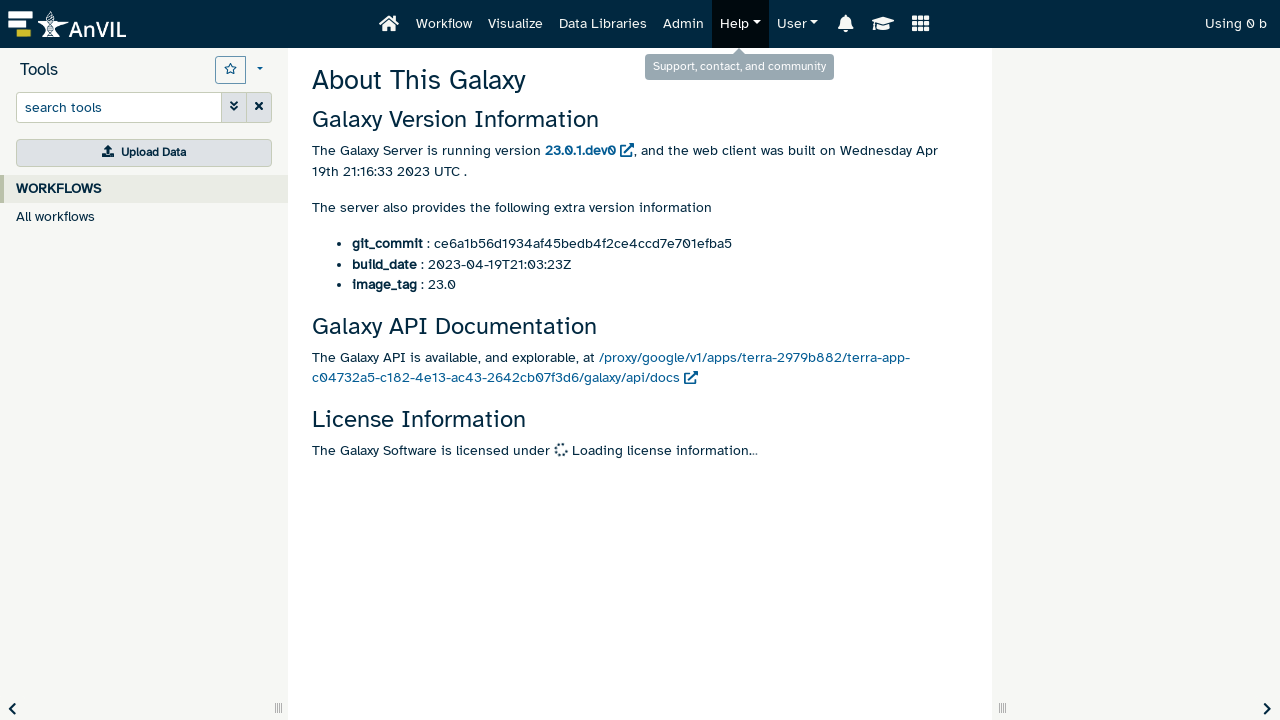 AnVIL
Workflow Visualize Data Libraries Admin Help User
Using 0 b
Support, contact, and community
Tools
search tools
Upload Data
WORKFLOWS
All workflows
About This Galaxy
Galaxy Version Information
The Galaxy Server is running version 23.0.1.dev0 , and the web client was built on Wednesday Apr
19th 21:16:33 2023 UTC .
The server also provides the following extra version information
• git_commit : ce6a1b56d1934af45bedb4f2ce4ccd7e701efba5
• build_date : 2023-04-19T21:03:23Z
• image_tag : 23.0
Galaxy API Documentation
The Galaxy API is available, and explorable, at /proxy/google/v1/apps/terra-2979b882/terra-app-
c04732a5-c182-4e13-ac43-2642cb07f3d6/galaxy/api/docs
License Information
The Galaxy Software is licensed under Loading license information...